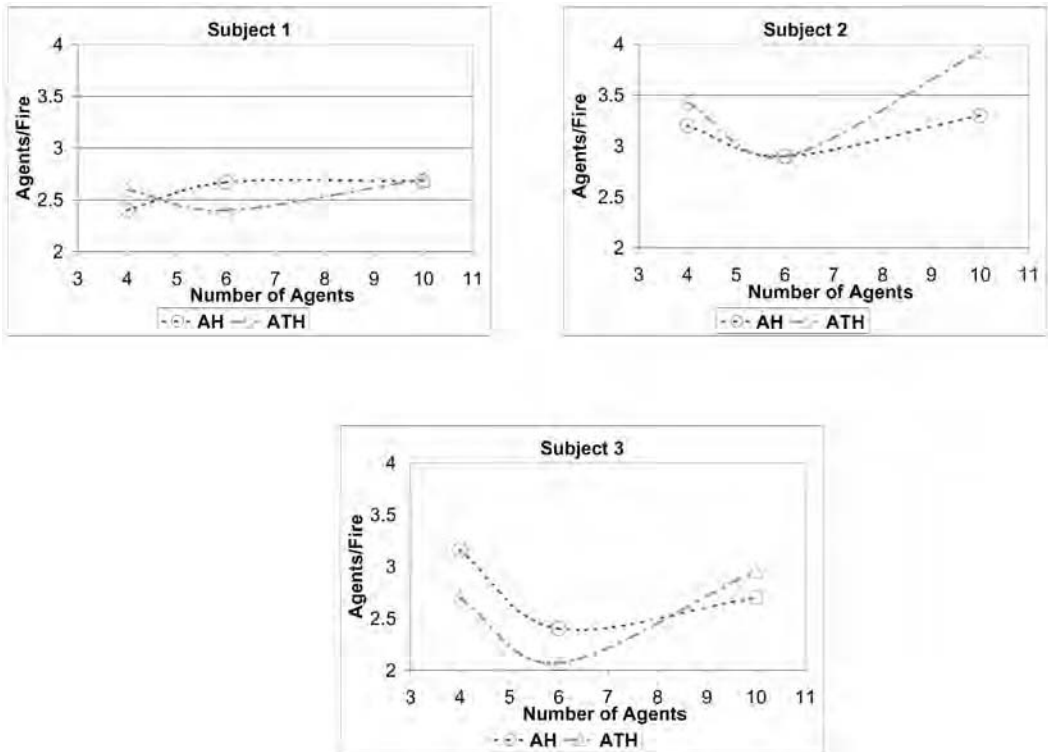 Subject 1
4
3.5
3
2.5
2
Agents/Fire
3 4 5 6 7 8 9 10 11
Number of Agents
AH ATH
Subject 2
4
3.5
3
2.5
2
Agents/Fire
3 4 5 6 7 8 9 10 11
Number of Agents
AH ATH
Subject 3
4
3.5
3
2.5
2
Agents/Fire
3 4 5 6 7 8 9 10 11
Number of Agents
AH ATH